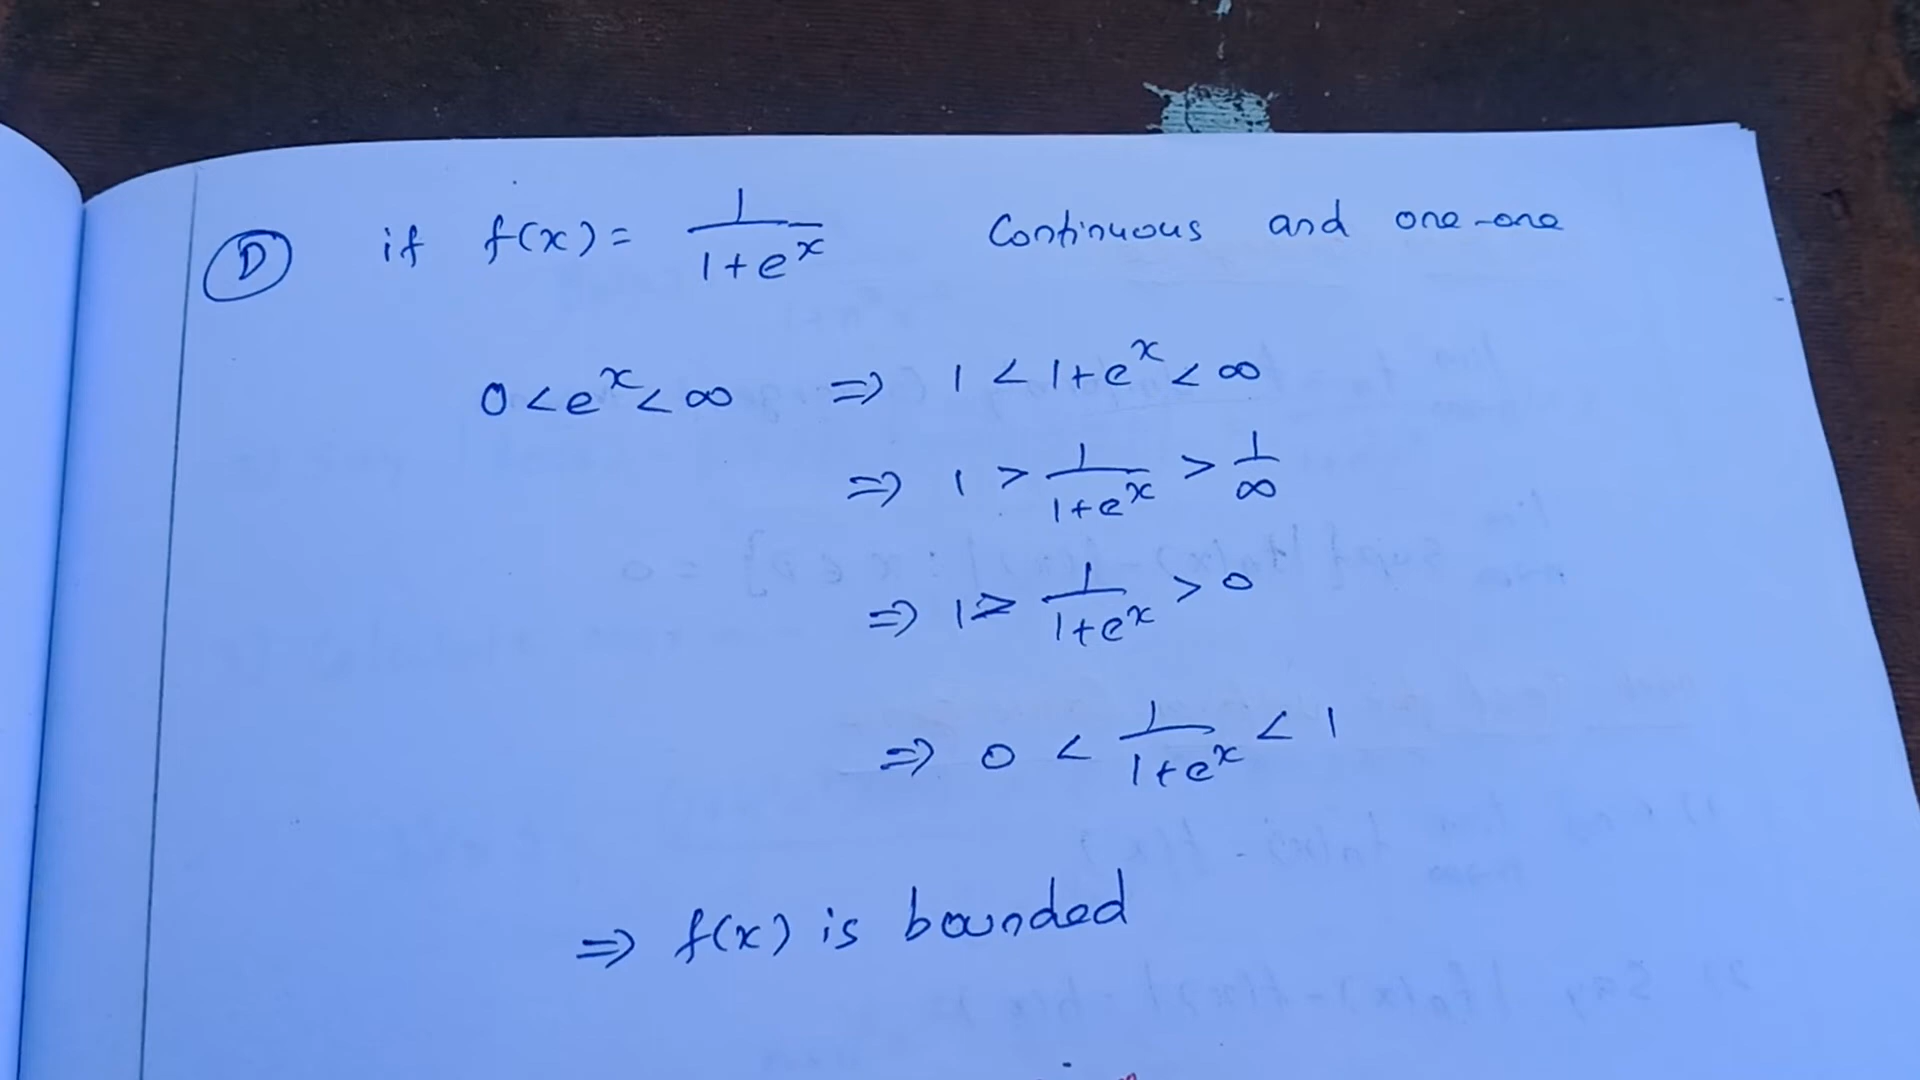 (D) if f(x) = 1/(1+e^x) Continuous and one-one
0 < e^x < ∞ ⇒ 1 < 1+e^x < ∞
⇒ 1 > 1/(1+e^x) > 1/∞
⇒ 1 > 1/(1+e^x) > 0
⇒ 0 < 1/(1+e^x) < 1
⇒ f(x) is bounded